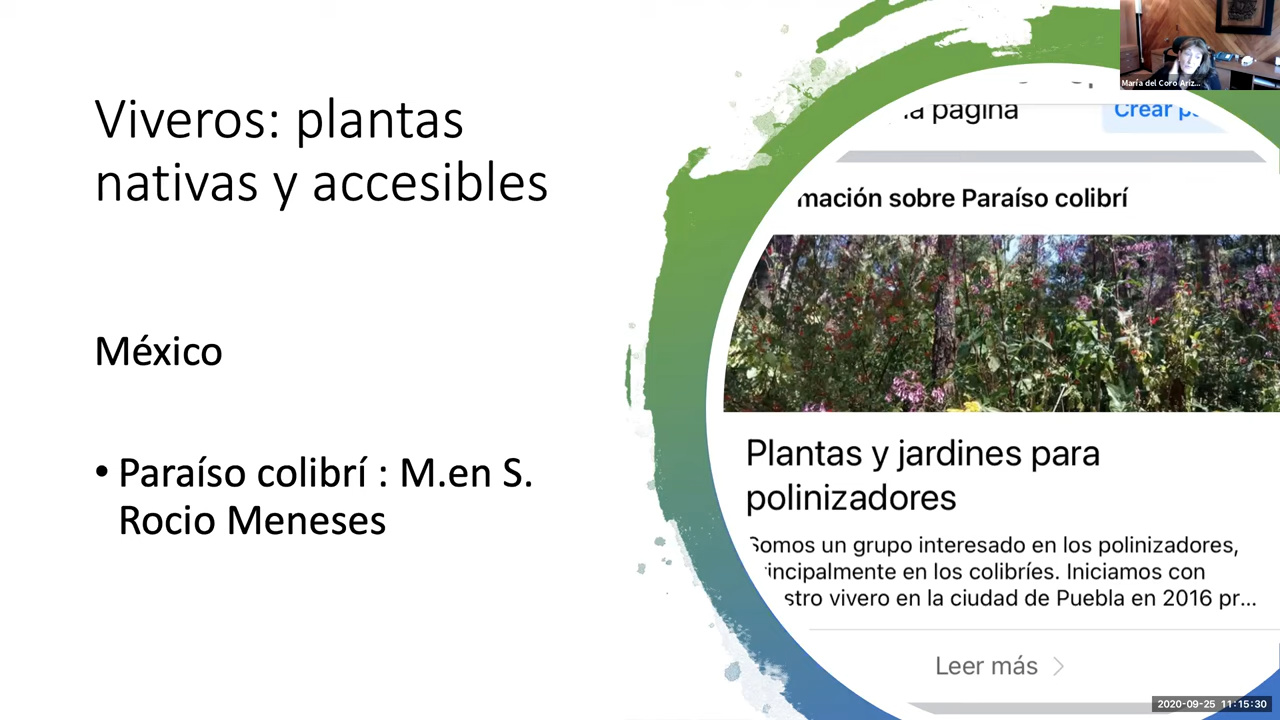 Viveros: plantas
nativas y accesibles
México
• Paraíso colibrí : M.en S.
Rocio Meneses
María del Coro Ariz...
la pagina
Crear
mación sobre Paraíso colibrí
Plantas y jardines para
polinizadores
Somos un grupo interesado en los polinizadores,
rincipalmente en los colibríes. Iniciamos con
stro vivero en la ciudad de Puebla en 2016 pr...
Leer más
2020-09-25 11:15:30